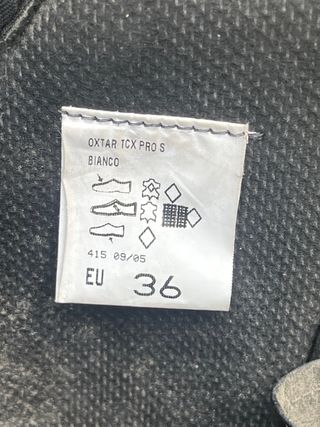 OXTAR TCX PRO S
BIANCO
415 09/05
EU 36